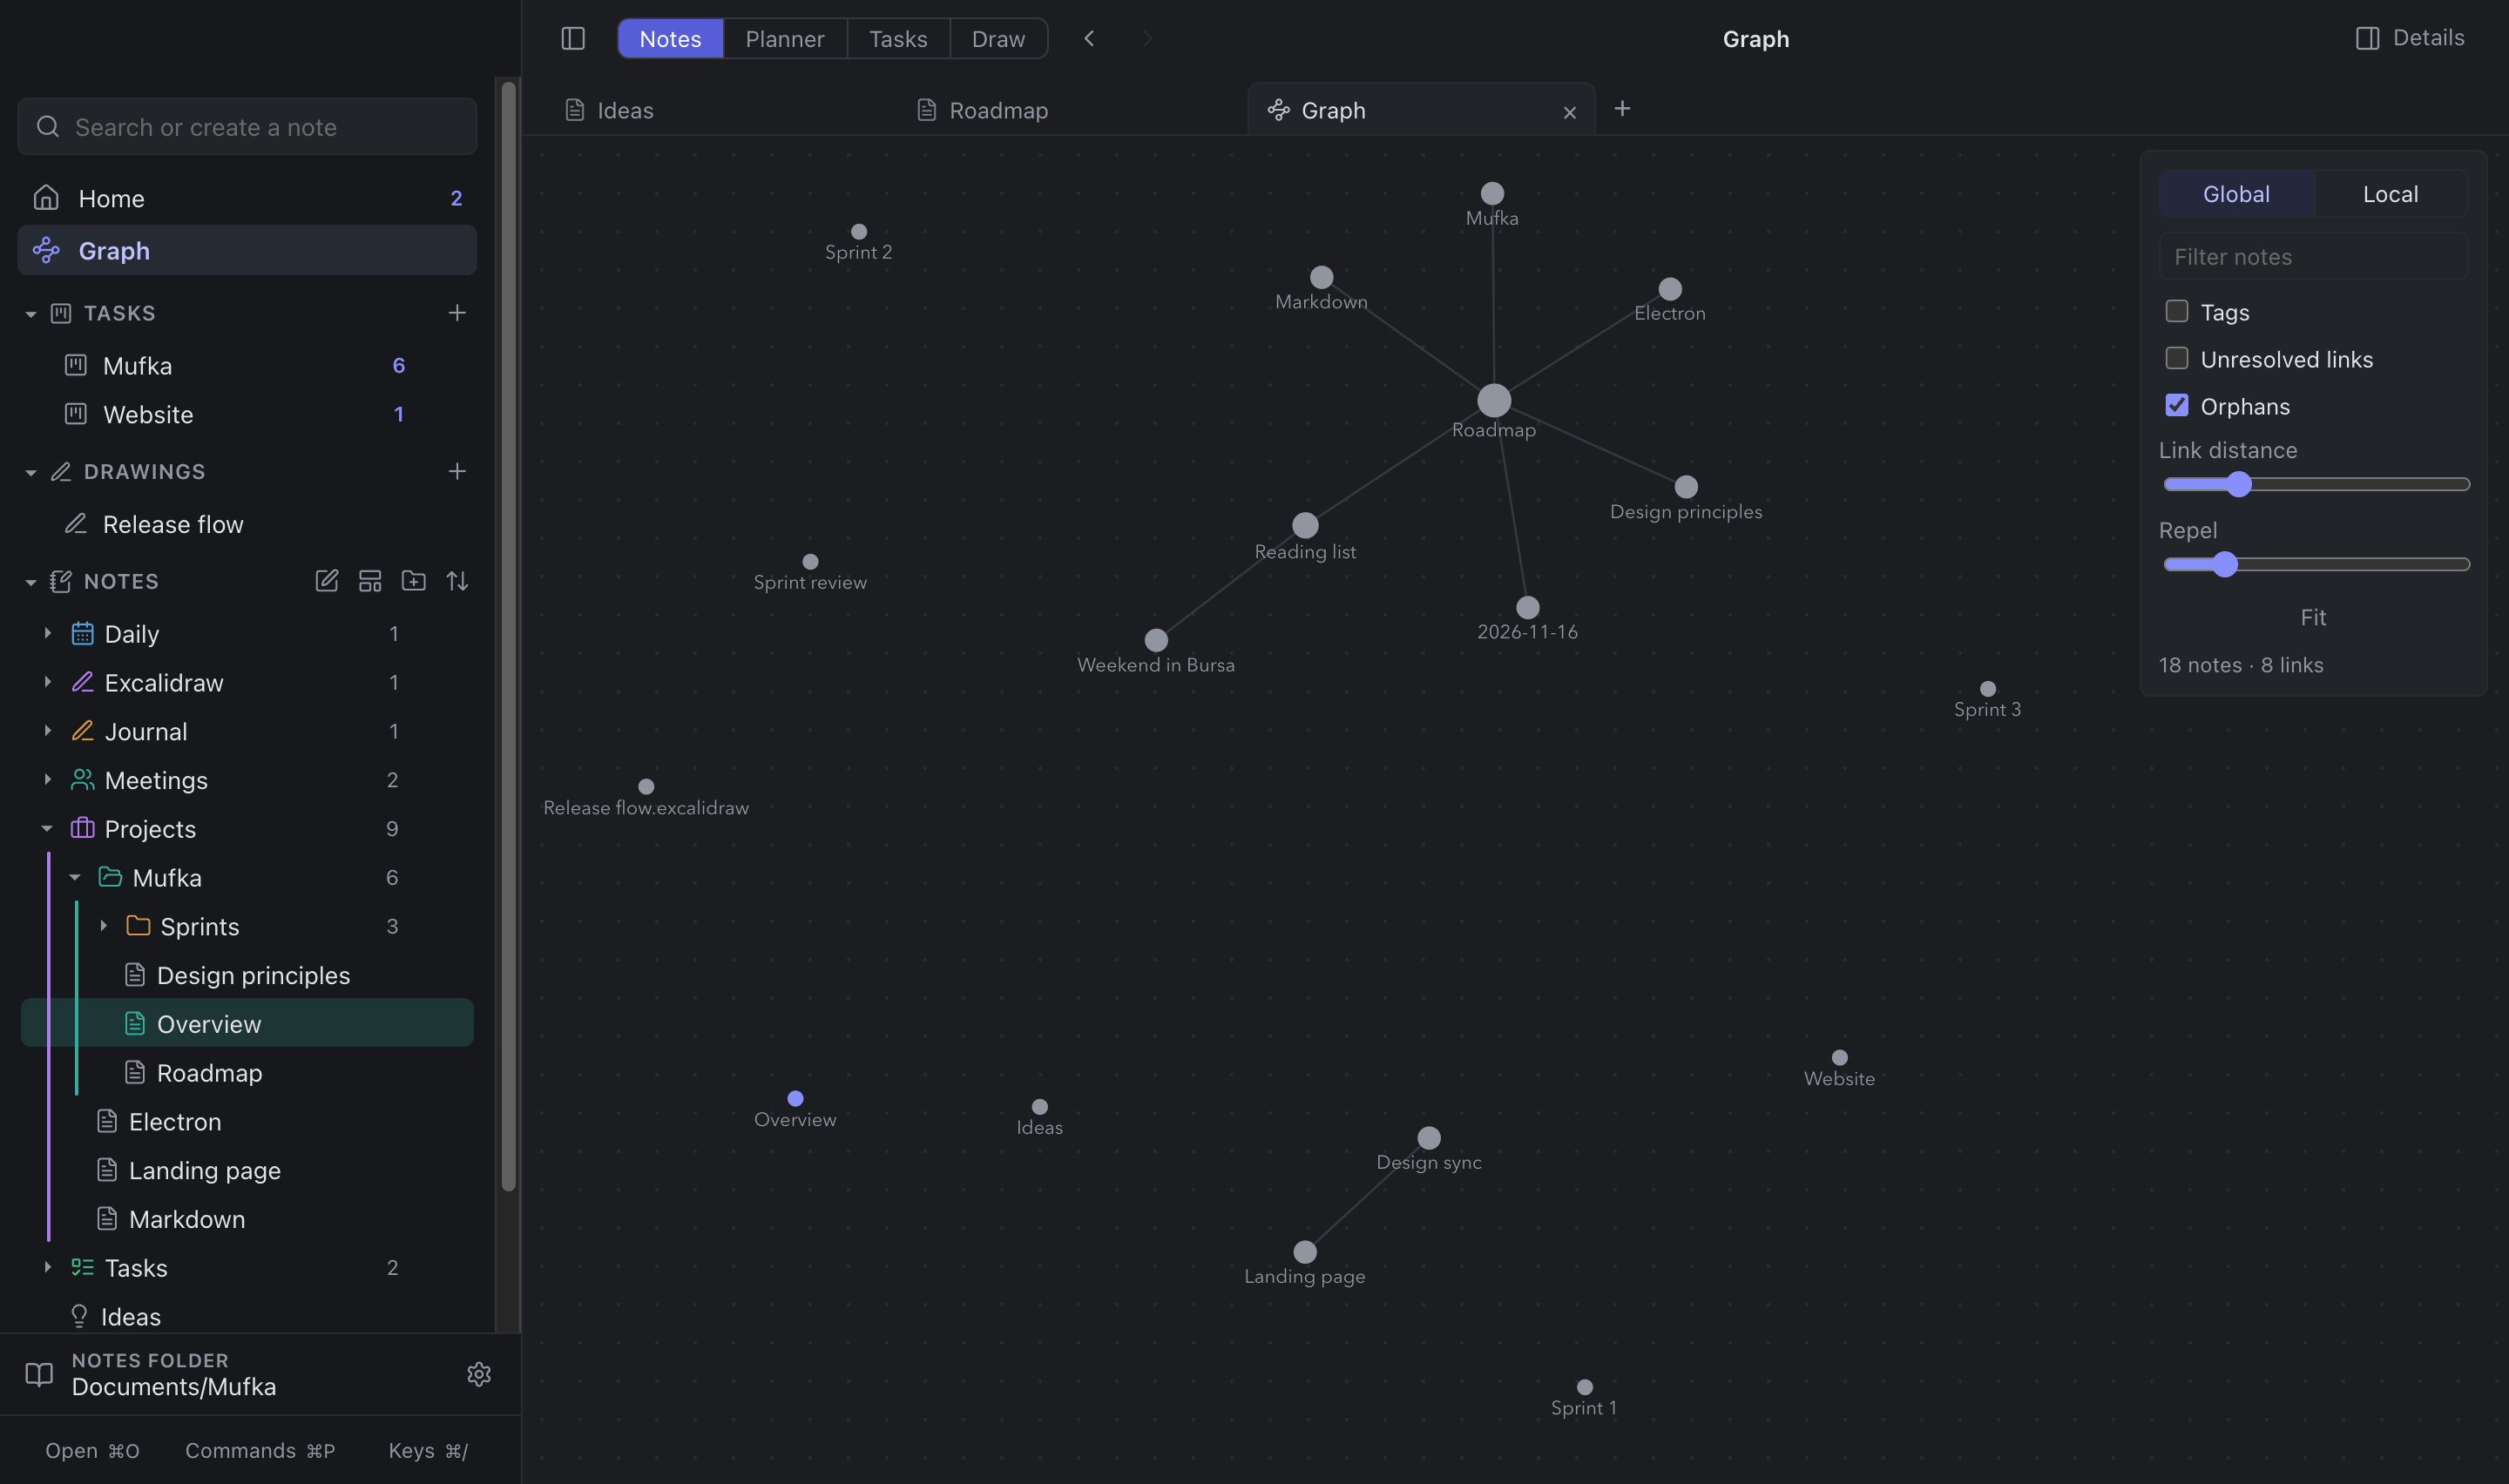 Notes
Planner
Tasks
Draw
Graph
Details
Ideas
Roadmap
Graph
Search or create a note
Home 2
Graph
TASKS
Mufka 6
Website 1
DRAWINGS
Release flow
NOTES
Daily 1
Excalidraw 1
Journal 1
Meetings 2
Projects 9
Mufka 6
Sprints 3
Design principles
Overview
Roadmap
Electron
Landing page
Markdown
Tasks 2
Ideas
NOTES FOLDER
Documents/Mufka
Open ⌘O
Commands ⌘P
Keys ⌘/
Mufka
Sprint 2
Markdown
Electron
Roadmap
Design principles
Reading list
Sprint review
2026-11-16
Weekend in Bursa
Sprint 3
Release flow.excalidraw
Website
Overview
Ideas
Design sync
Landing page
Sprint 1
Global
Local
Filter notes
Tags
Unresolved links
Orphans
Link distance
Repel
Fit
18 notes · 8 links